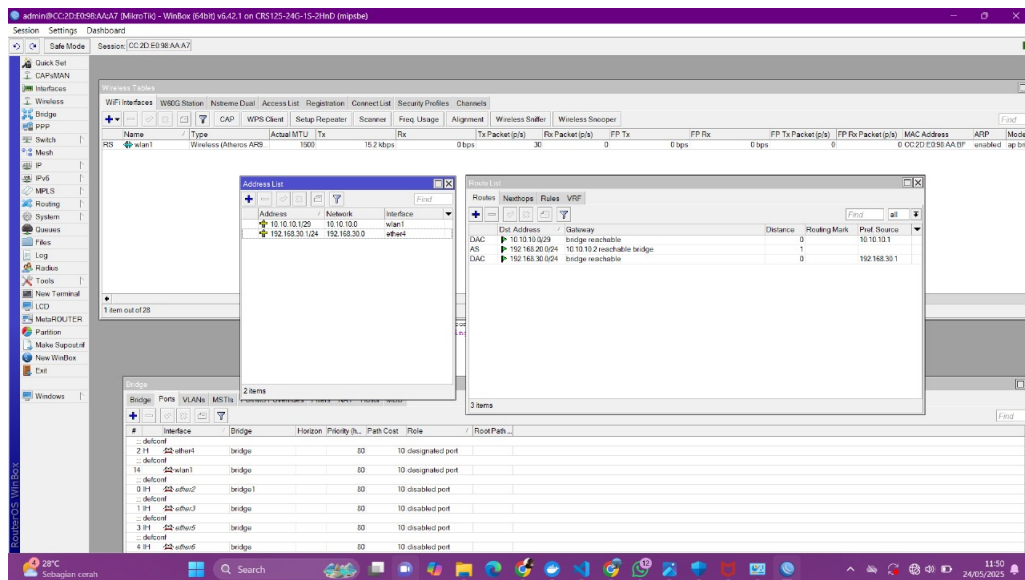 admin@CC:2D:E0:98:AA:A7 (MikroTik) - WinBox (64bit) v6.42.1 on CRS125-24G-1S-2HnD (mipsbe)
Session Settings Dashboard
Safe Mode Session: CC:2D:E0:98:AA:A7
Quick Set
CAPsMAN
Interfaces
Wireless
Bridge
PPP
Switch
Mesh
IP
IPv6
MPLS
Routing
System
Queues
Files
Log
Radius
Tools
New Terminal
LCD
MetaROUTER
Partition
Make Supout.rif
New WinBox
Exit
Windows
RouterOS WinBox
Wireless Tables
WiFi Interfaces W60G Station Nstreme Dual Access List Registration Connect List Security Profiles Channels
CAP WPS Client Setup Repeater Scanner Freq. Usage Alignment Wireless Sniffer Wireless Snooper Find
Name Type Actual MTU Tx Rx Tx Packet (p/s) Rx Packet (p/s) FP Tx FP Rx FP Tx Packet (p/s) FP Rx Packet (p/s) MAC Address ARP Mode
RS wlan1 Wireless (Atheros AR9... 1500 15.2 kbps 0 bps 30 0 0 bps 0 bps 0 0 CC:2D:E0:98:AA:BF enabled ap bri
1 item out of 28
Address List
Find
Address Network Interface
10.10.10.1/29 10.10.10.0 wlan1
192.168.30.1/24 192.168.30.0 ether4
2 items
Route List
Routes Nexthops Rules VRF
Find all
Dst. Address Gateway Distance Routing Mark Pref. Source
DAC 10.10.10.0/29 bridge reachable 0 10.10.10.1
AS 192.168.20.0/24 10.10.10.2 reachable bridge 1
DAC 192.168.30.0/24 bridge reachable 0 192.168.30.1
3 items
Bridge
Bridge Ports VLANs MSTIs
Find
# Interface Bridge Horizon Priority (h... Path Cost Role Root Path ...
::: defconf
2 H ether4 bridge 80 10 designated port
::: defconf
14 wlan1 bridge 80 10 designated port
::: defconf
0 IH ether2 bridge1 80 10 disabled port
::: defconf
1 IH ether3 bridge 80 10 disabled port
::: defconf
3 IH ether5 bridge 80 10 disabled port
::: defconf
4 IH ether6 bridge 80 10 disabled port
28°C
Sebagian cerah
Search
11:50
24/05/2025